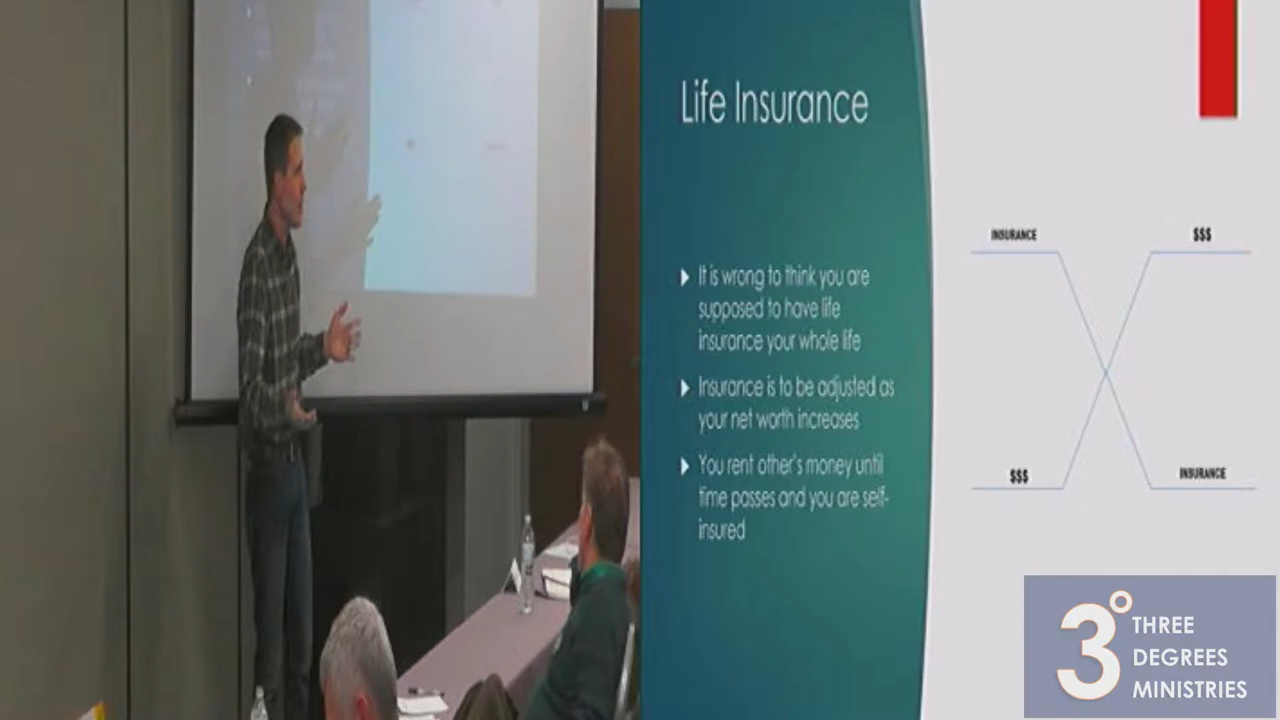 Life Insurance
It is wrong to think you are
supposed to have life
insurance your whole life
Insurance is to be adjusted as
your net worth increases
You rent other's money until
time passes and you are self-
insured
INSURANCE
$$$
$$$
INSURANCE
3°
THREE
DEGREES
MINISTRIES